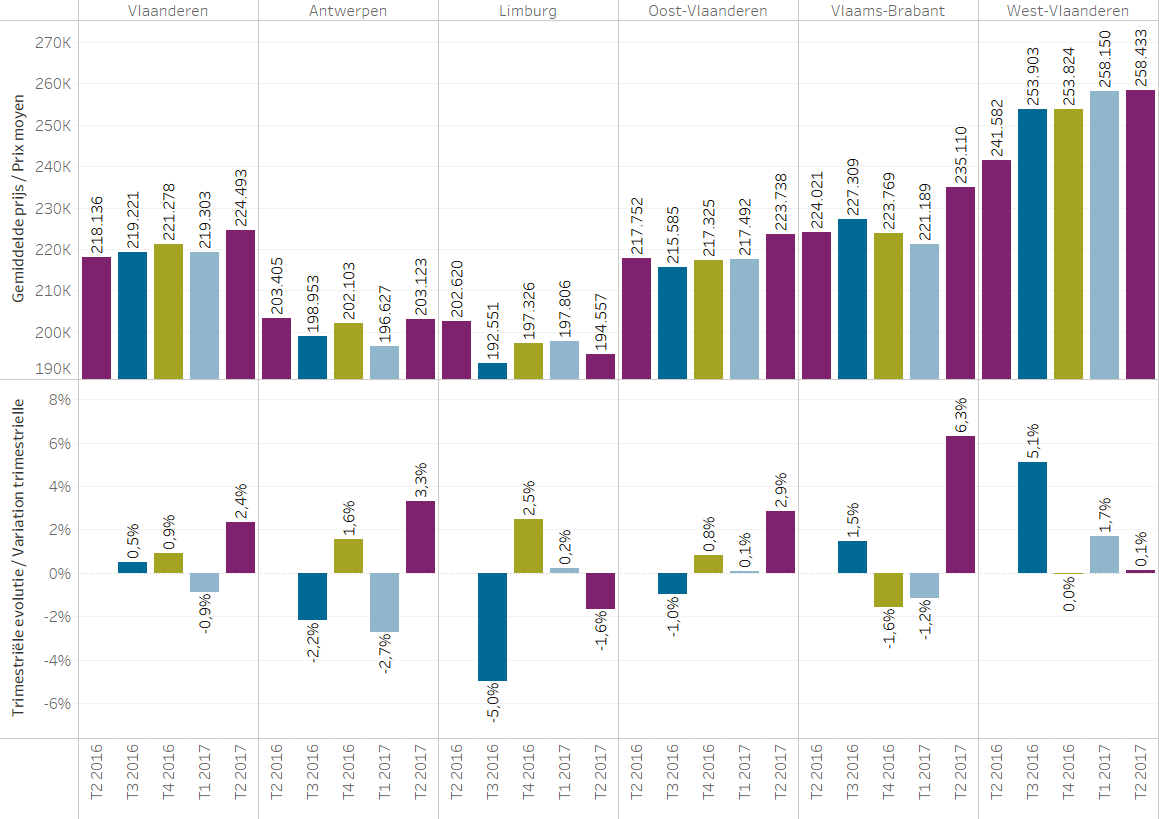 Vlaanderen Antwerpen Limburg Oost-Vlaanderen Vlaams-Brabant West-Vlaanderen
Gemiddelde prijs / Prix moyen
270K
260K
250K
240K
230K
220K
210K
200K
190K
218.136 219.221 221.278 219.303 224.493
203.405 198.953 202.103 196.627 203.123
202.620 192.551 197.326 197.806 194.557
217.752 215.585 217.325 217.492 223.738
224.021 227.309 223.769 221.189 235.110
241.582 253.903 253.824 258.150 258.433
Trimestriële evolutie / Variation trimestrielle
8%
6%
4%
2%
0%
-2%
-4%
-6%
0,5% 0,9% -0,9% 2,4%
-2,2% 1,6% -2,7% 3,3%
-5,0% 2,5% 0,2% -1,6%
-1,0% 0,8% 0,1% 2,9%
1,5% -1,6% -1,2% 6,3%
5,1% 0,0% 1,7% 0,1%
T2 2016 T3 2016 T4 2016 T1 2017 T2 2017 T2 2016 T3 2016 T4 2016 T1 2017 T2 2017 T2 2016 T3 2016 T4 2016 T1 2017 T2 2017 T2 2016 T3 2016 T4 2016 T1 2017 T2 2017 T2 2016 T3 2016 T4 2016 T1 2017 T2 2017 T2 2016 T3 2016 T4 2016 T1 2017 T2 2017